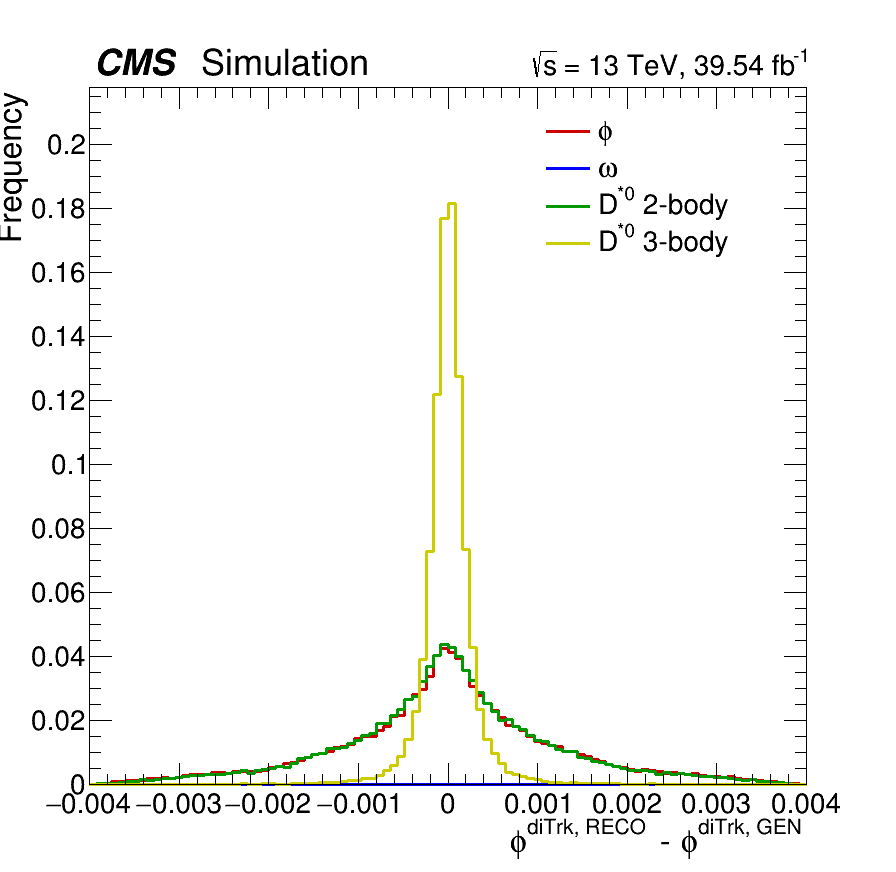 CMS Simulation √s = 13 TeV, 39.54 fb⁻¹
Frequency
ϕ
ω
D*⁰ 2-body
D*⁰ 3-body
0.2
0.18
0.16
0.14
0.12
0.1
0.08
0.06
0.04
0.02
0
−0.004 −0.003 −0.002 −0.001 0 0.001 0.002 0.003 0.004
ϕ^diTrk, RECO - ϕ^diTrk, GEN